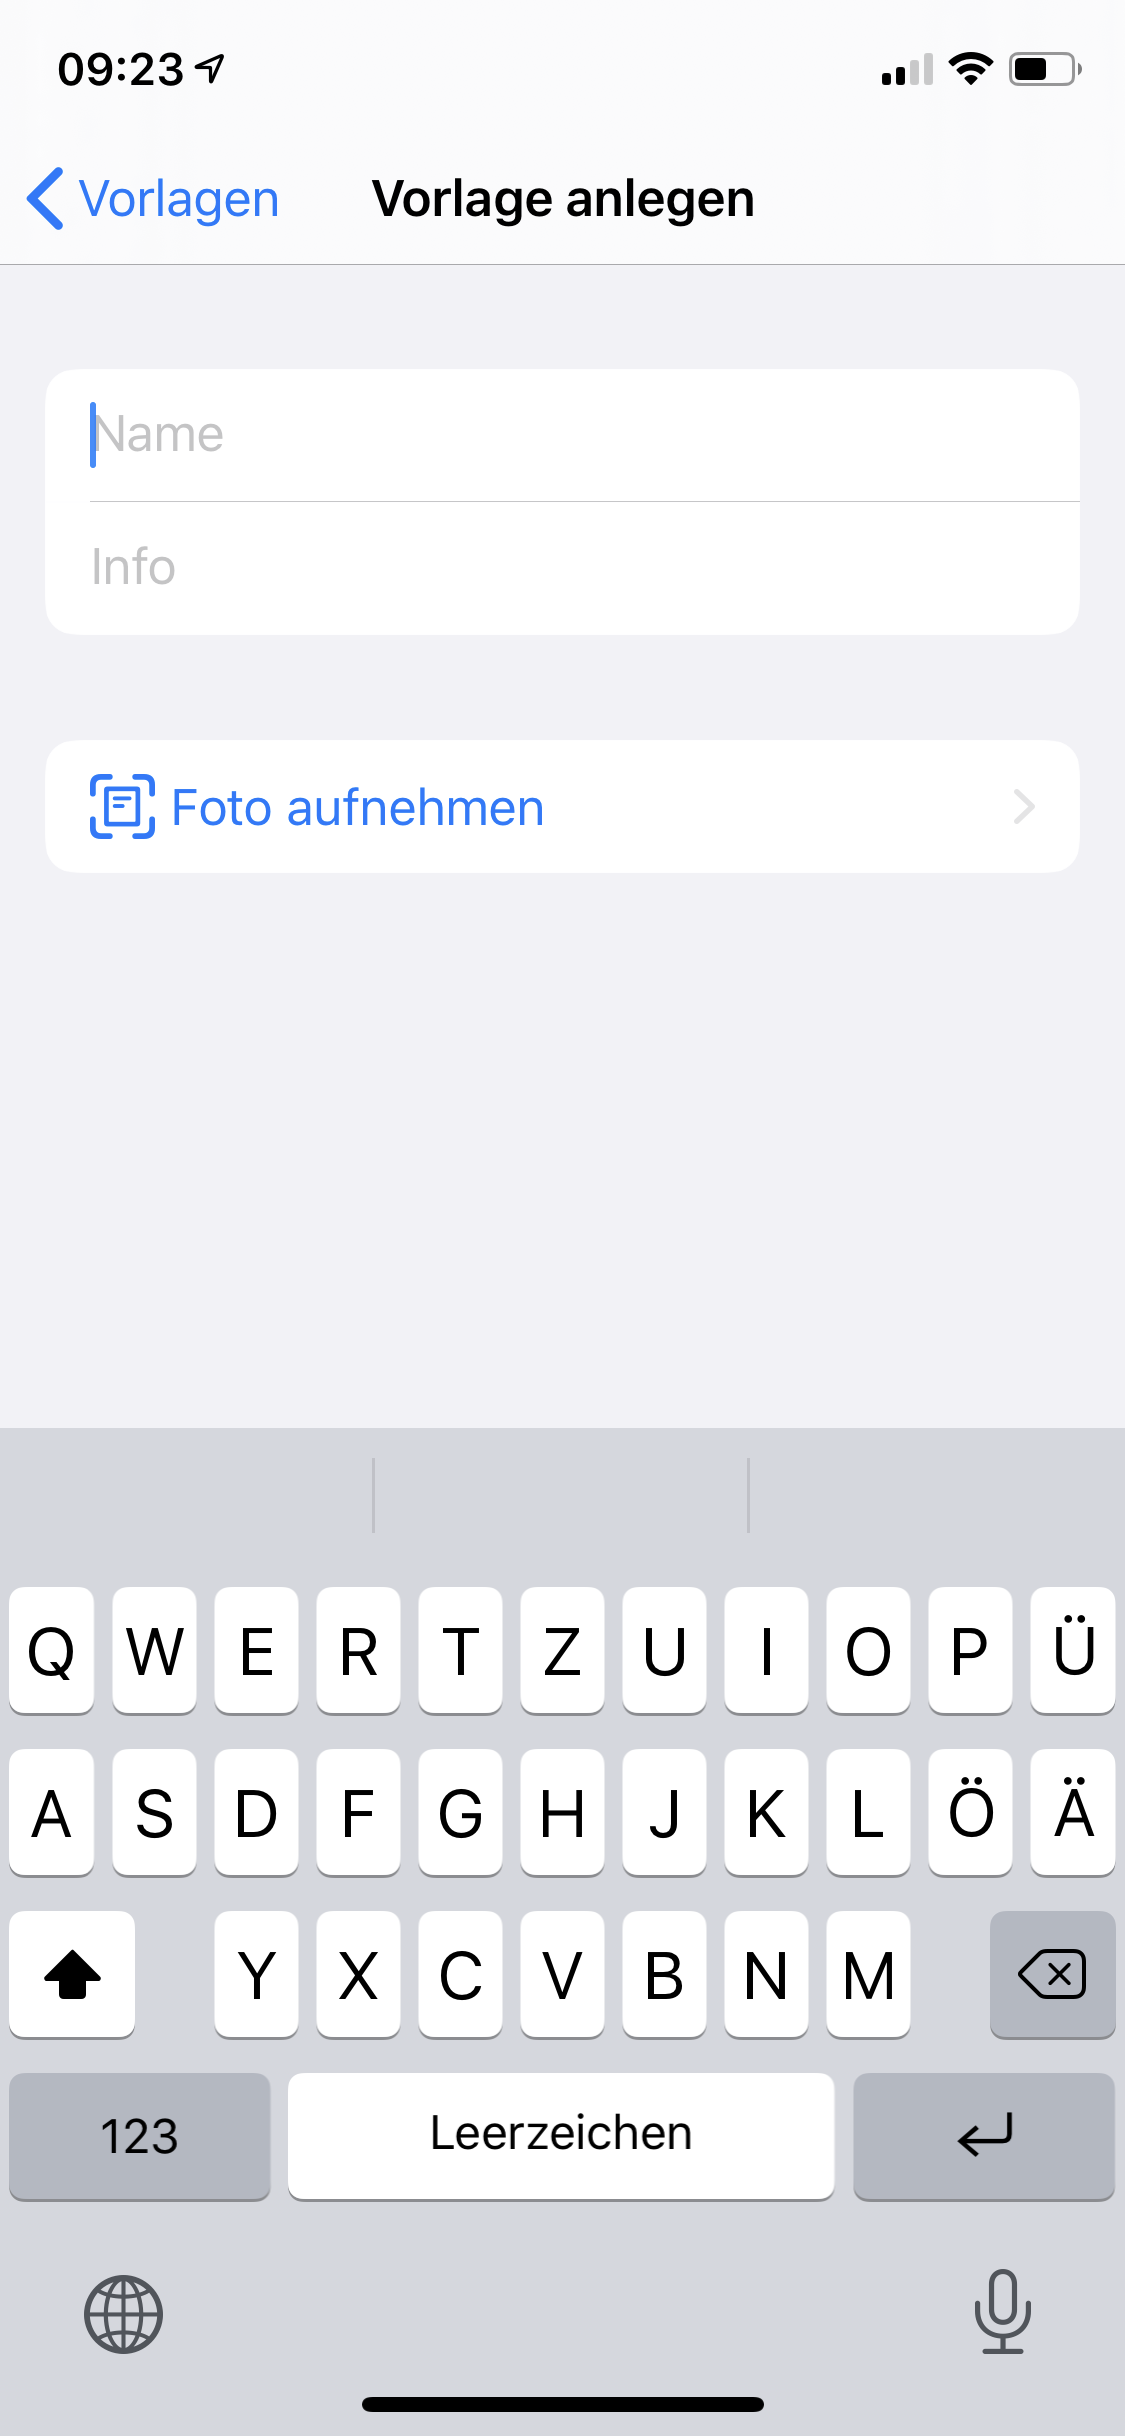 09:23
Vorlagen
Vorlage anlegen
Name
Info
Foto aufnehmen
Q W E R T Z U I O P Ü
A S D F G H J K L Ö Ä
Y X C V B N M
123 Leerzeichen